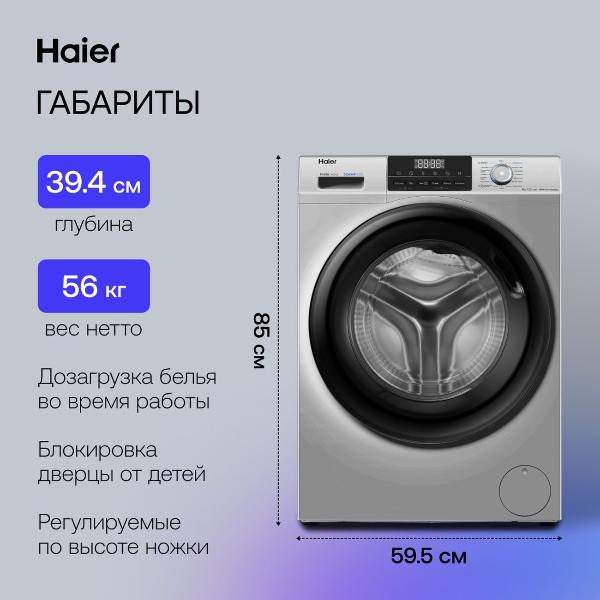 Haier
ГАБАРИТЫ
39.4 см
глубина
56 кг
вес нетто
Дозагрузка белья
во время работы
Блокировка
дверцы от детей
Регулируемые
по высоте ножки
85 см
59.5 см
Haier